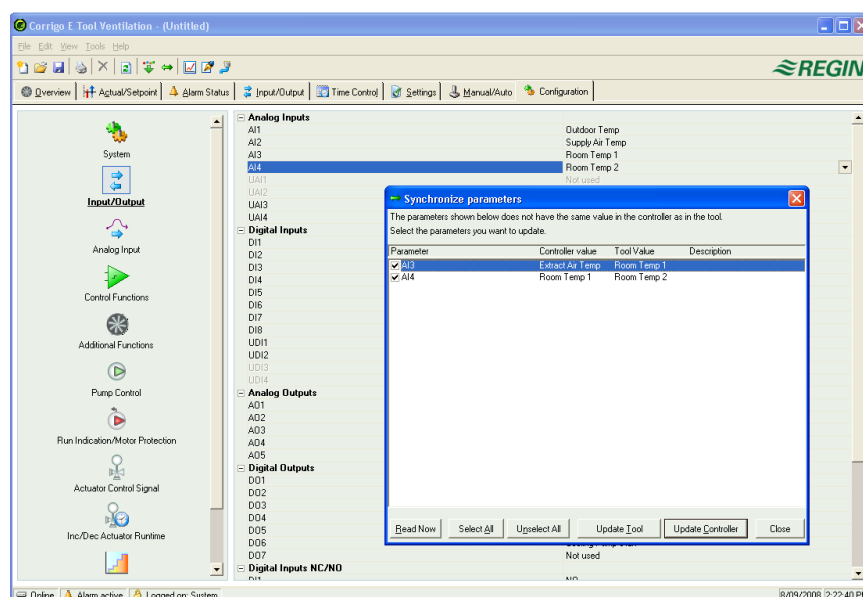 Corrigo E Tool Ventilation - (Untitled)
File Edit View Tools Help
REGIN
Overview Actual/Setpoint Alarm Status Input/Output Time Control Settings Manual/Auto Configuration
System
Input/Output
Analog Input
Control Functions
Additional Functions
Pump Control
Run Indication/Motor Protection
Actuator Control Signal
Inc/Dec Actuator Runtime
Analog Inputs
AI1 Outdoor Temp
AI2 Supply Air Temp
AI3 Room Temp 1
AI4 Room Temp 2
UAI1 Not used
UAI2
UAI3
UAI4
Digital Inputs
DI1
DI2
DI3
DI4
DI5
DI6
DI7
DI8
UDI1
UDI2
UDI3
UDI4
Analog Outputs
AO1
AO2
AO3
AO4
AO5
Digital Outputs
DO1
DO2
DO3
DO4
DO5
DO6
DO7 Not used
Digital Inputs NC/NO
DI1 NO
Synchronize parameters
The parameters shown below does not have the same value in the controller as in the tool.
Select the parameters you want to update.
Parameter Controller value Tool Value Description
AI3 Extract Air Temp Room Temp 1
AI4 Room Temp 1 Room Temp 2
Read Now Select All Unselect All Update Tool Update Controller Close
Online Alarm active Logged on: System 8/09/2008 2:22:40 P